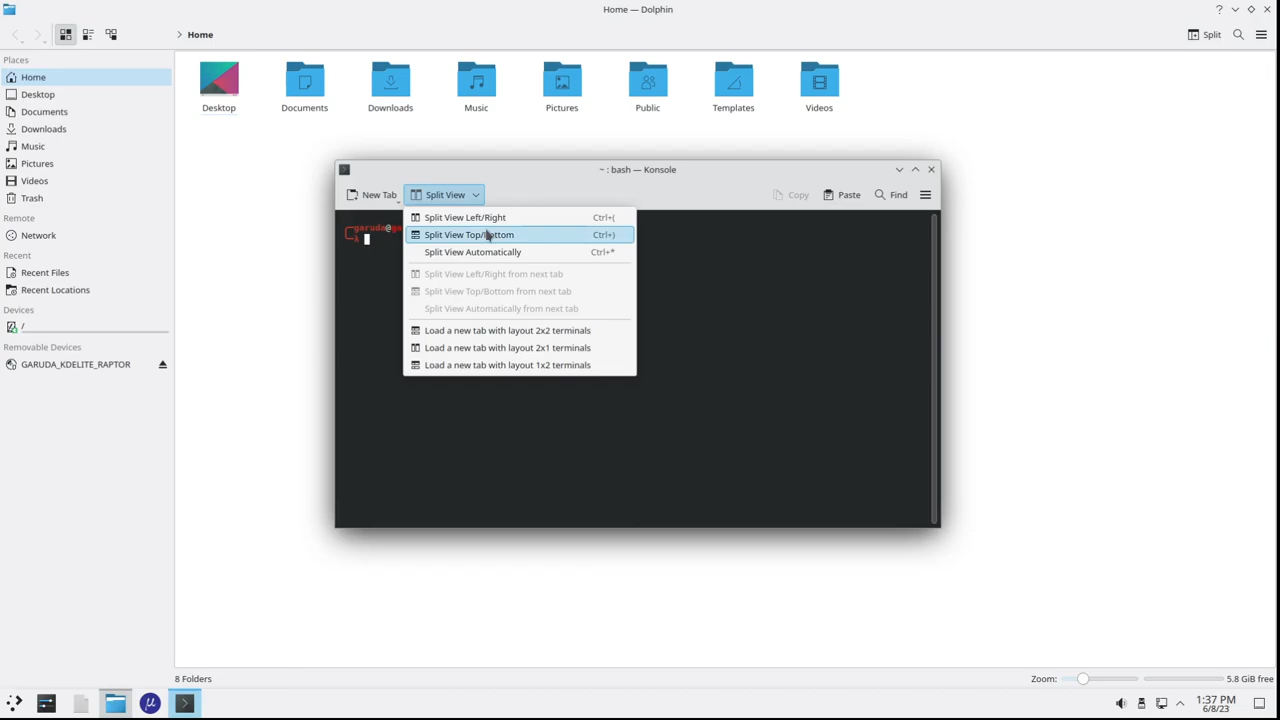 Home — Dolphin
Home
Split
Places
Home
Desktop
Documents
Downloads
Music
Pictures
Videos
Trash
Remote
Network
Recent
Recent Files
Recent Locations
Devices
/
Removable Devices
GARUDA_KDELITE_RAPTOR
Desktop
Documents
Downloads
Music
Pictures
Public
Templates
Videos
~ : bash — Konsole
New Tab
Split View
Copy
Paste
Find
garuda@ga
Split View Left/Right Ctrl+(
Split View Top/Bottom Ctrl+)
Split View Automatically Ctrl+*
Split View Left/Right from next tab
Split View Top/Bottom from next tab
Split View Automatically from next tab
Load a new tab with layout 2x2 terminals
Load a new tab with layout 2x1 terminals
Load a new tab with layout 1x2 terminals
8 Folders
Zoom:
5.8 GiB free
1:37 PM
6/8/23